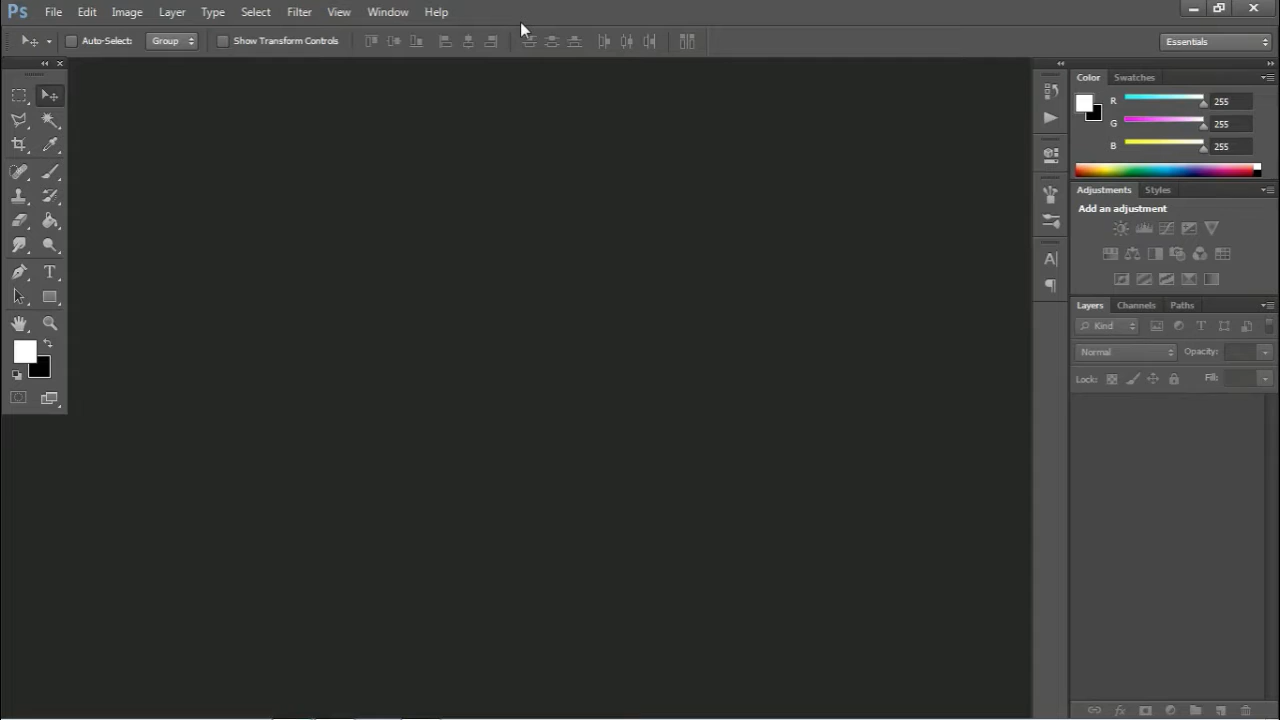 Ps File Edit Image Layer Type Select Filter View Window Help
Auto-Select: Group Show Transform Controls Essentials
Color Swatches
R 255
G 255
B 255
Adjustments Styles
Add an adjustment
T
Layers Channels Paths
Kind T
Normal Opacity:
Lock: Fill:
A
¶
fx